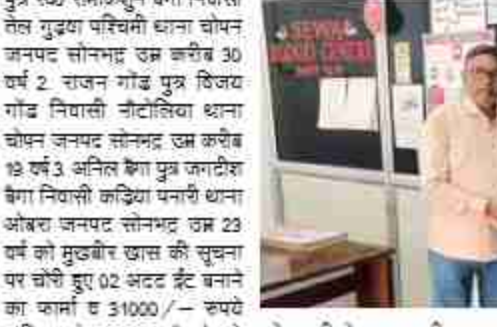 तेल गुड़वा पश्चिमी थाना चोपन
जनपद सोनभद्र उम्र करीब 30
वर्ष 2. राजन गोंड पुत्र विजय
गोंड निवासी नौटोलिया थाना
चोपन जनपद सोनभद्र उम्र करीब
19 वर्ष 3. अनिल बैगा पुत्र जगदीश
बैगा निवासी कड़िया पनारी थाना
ओबरा जनपद सोनभद्र उम्र 23
वर्ष को मुखबीर खास की सूचना
पर चोरी हुए 02 अदद ईंट बनाने
का फार्मा व 31000/– रुपये
SEWA